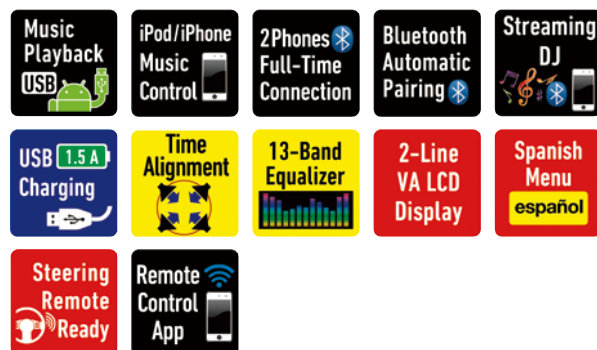 Music
Playback
USB
iPod/iPhone
Music
Control
2Phones
Full-Time
Connection
Bluetooth
Automatic
Pairing
Streaming
DJ
USB 1.5 A
Charging
Time
Alignment
13-Band
Equalizer
2-Line
VA LCD
Display
Spanish
Menu
español
Steering
Remote
Ready
Remote
Control
App